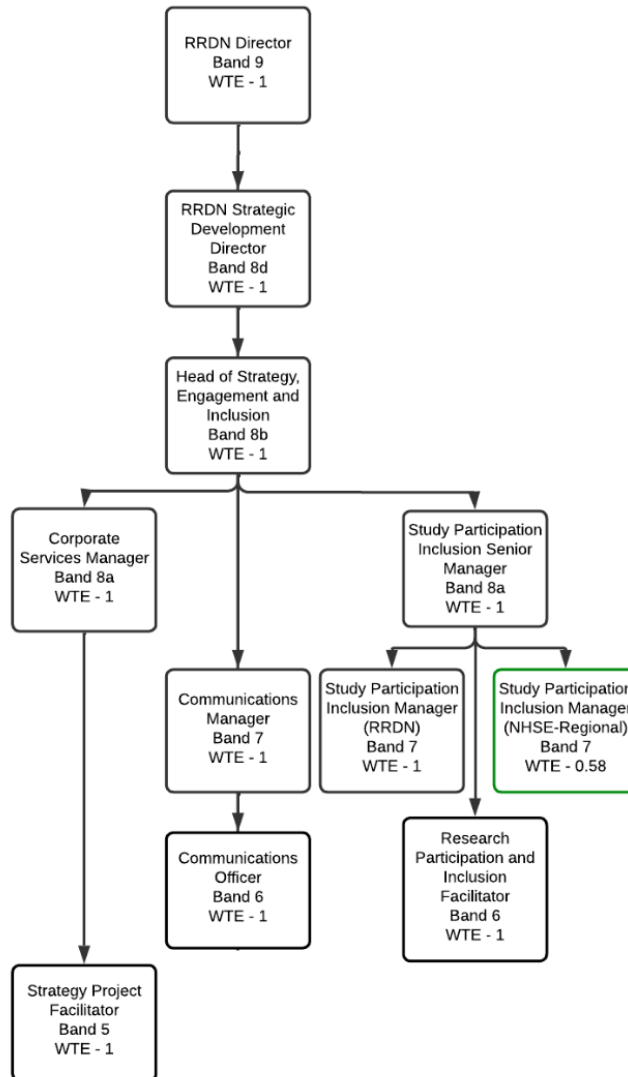 RRDN Director
Band 9
WTE - 1
RRDN Strategic
Development
Director
Band 8d
WTE - 1
Head of Strategy,
Engagement and
Inclusion
Band 8b
WTE - 1
Corporate
Services Manager
Band 8a
WTE - 1
Study Participation
Inclusion Senior
Manager
Band 8a
WTE - 1
Communications
Manager
Band 7
WTE - 1
Study Participation
Inclusion Manager
(RRDN)
Band 7
WTE - 1
Study Participation
Inclusion Manager
(NHSE-Regional)
Band 7
WTE - 0.58
Communications
Officer
Band 6
WTE - 1
Research
Participation and
Inclusion
Facilitator
Band 6
WTE - 1
Strategy Project
Facilitator
Band 5
WTE - 1